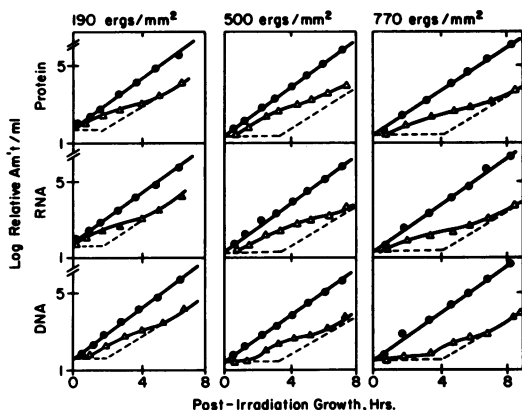 190 ergs/mm² 500 ergs/mm² 770 ergs/mm²
Log Relative Am't/ml
Protein
5
1
RNA
5
1
DNA
5
1
0 4 8 0 4 8 0 4 8
Post-Irradiation Growth, Hrs.